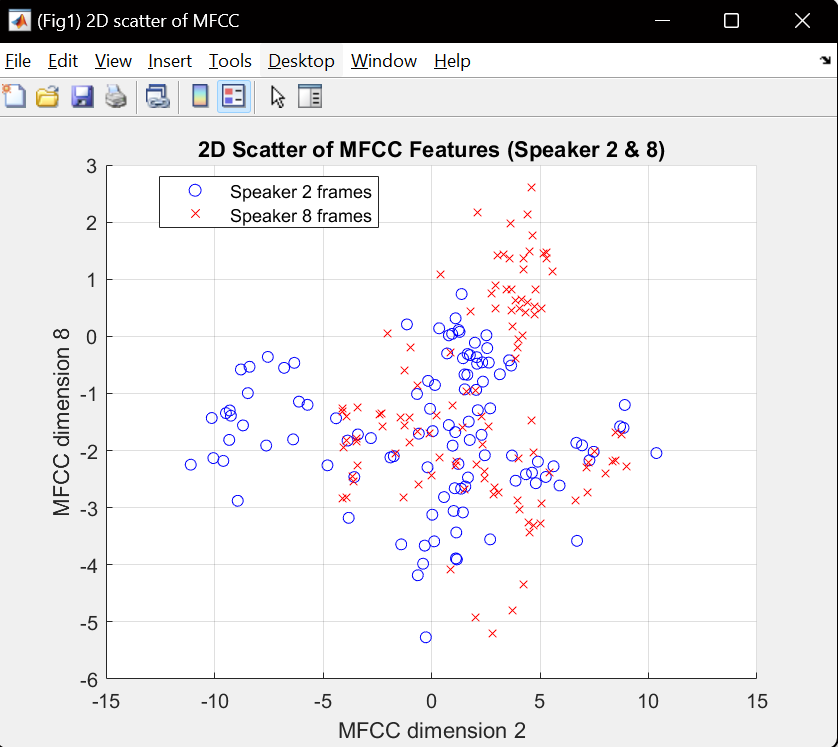 (Fig1) 2D scatter of MFCC
File Edit View Insert Tools Desktop Window Help
2D Scatter of MFCC Features (Speaker 2 & 8)
Speaker 2 frames
Speaker 8 frames
3
2
1
0
-1
-2
-3
-4
-5
-6
MFCC dimension 8
-15 -10 -5 0 5 10 15
MFCC dimension 2